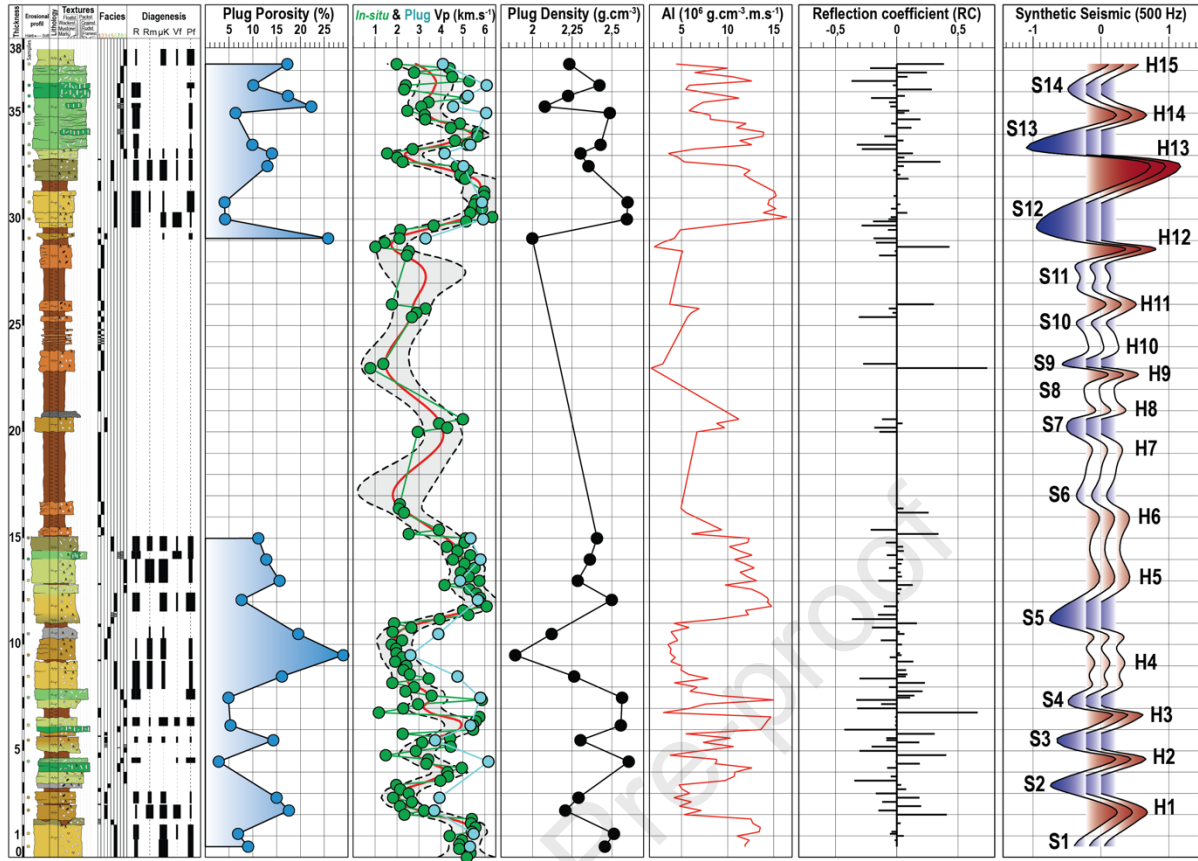 Thickness
Erosional profil
Lithology
Textures
Facies
Diagenesis
R Rm μK Vf Pf
Samples
Plug Porosity (%)
5 10 15 20 25
In-situ & Plug Vp (km.s⁻¹)
0 1 2 3 4 5 6
Plug Density (g.cm⁻³)
2 2,25 2,5
AI (10⁶ g.cm⁻³.m.s⁻¹)
0 5 10 15
Reflection coefficient (RC)
-0.5 0 0.5
Synthetic Seismic (500 Hz)
-1 0 1
38
35
30
25
20
15
10
5
1
0
H15
S14
H14
S13
H13
S12
H12
S11
H11
S10
H10
S9
H9
S8
H8
S7
H7
S6
H6
H5
S5
H4
S4
H3
S3
H2
S2
H1
S1
Pre-proof